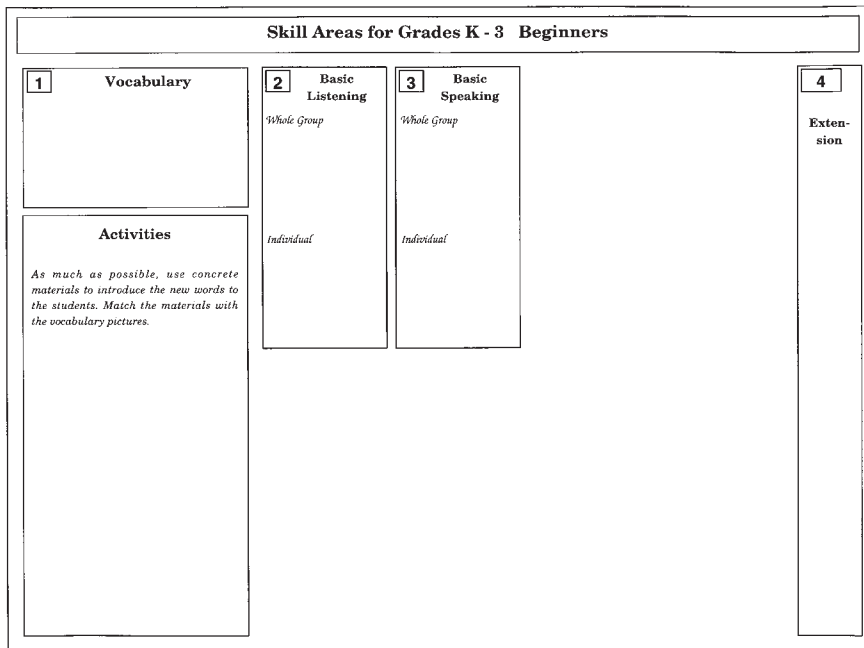 Skill Areas for Grades K - 3 Beginners
1 Vocabulary
Activities
As much as possible, use concrete
materials to introduce the new words to
the students. Match the materials with
the vocabulary pictures.
2 Basic
Listening
Whole Group
Individual
3 Basic
Speaking
Whole Group
Individual
4
Exten-
sion